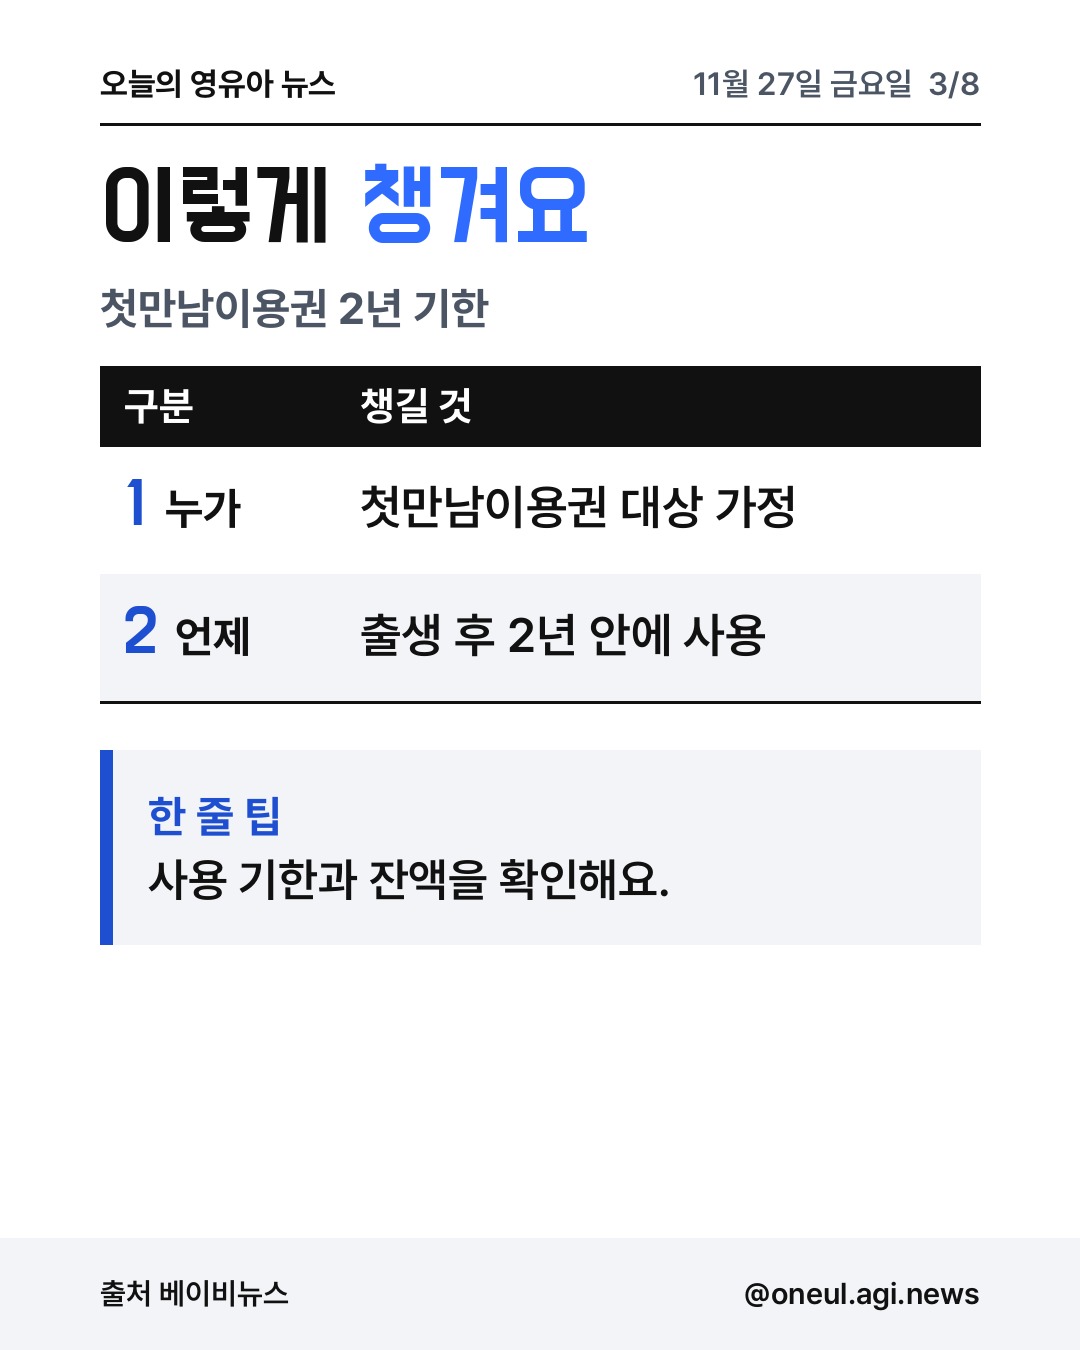 오늘의 영유아 뉴스
11월 27일 금요일 3/8
이렇게 챙겨요
첫만남이용권 2년 기한
구분 챙길 것
1 누가 첫만남이용권 대상 가정
2 언제 출생 후 2년 안에 사용
한 줄 팁
사용 기한과 잔액을 확인해요.
출처 베이비뉴스
@oneul.agi.news